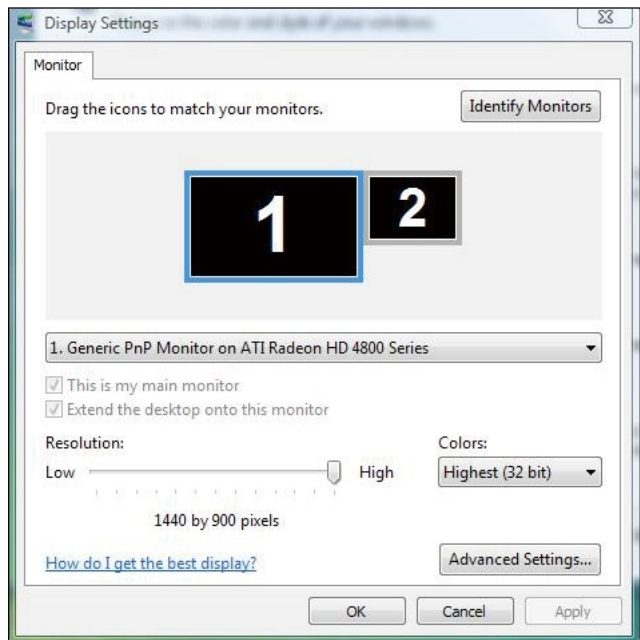 Display Settings
Monitor
Drag the icons to match your monitors.
Identify Monitors
1
2
1. Generic PnP Monitor on ATI Radeon HD 4800 Series
This is my main monitor
Extend the desktop onto this monitor
Resolution:
Colors:
Low
High
Highest (32 bit)
1440 by 900 pixels
How do I get the best display?
Advanced Settings...
OK
Cancel
Apply